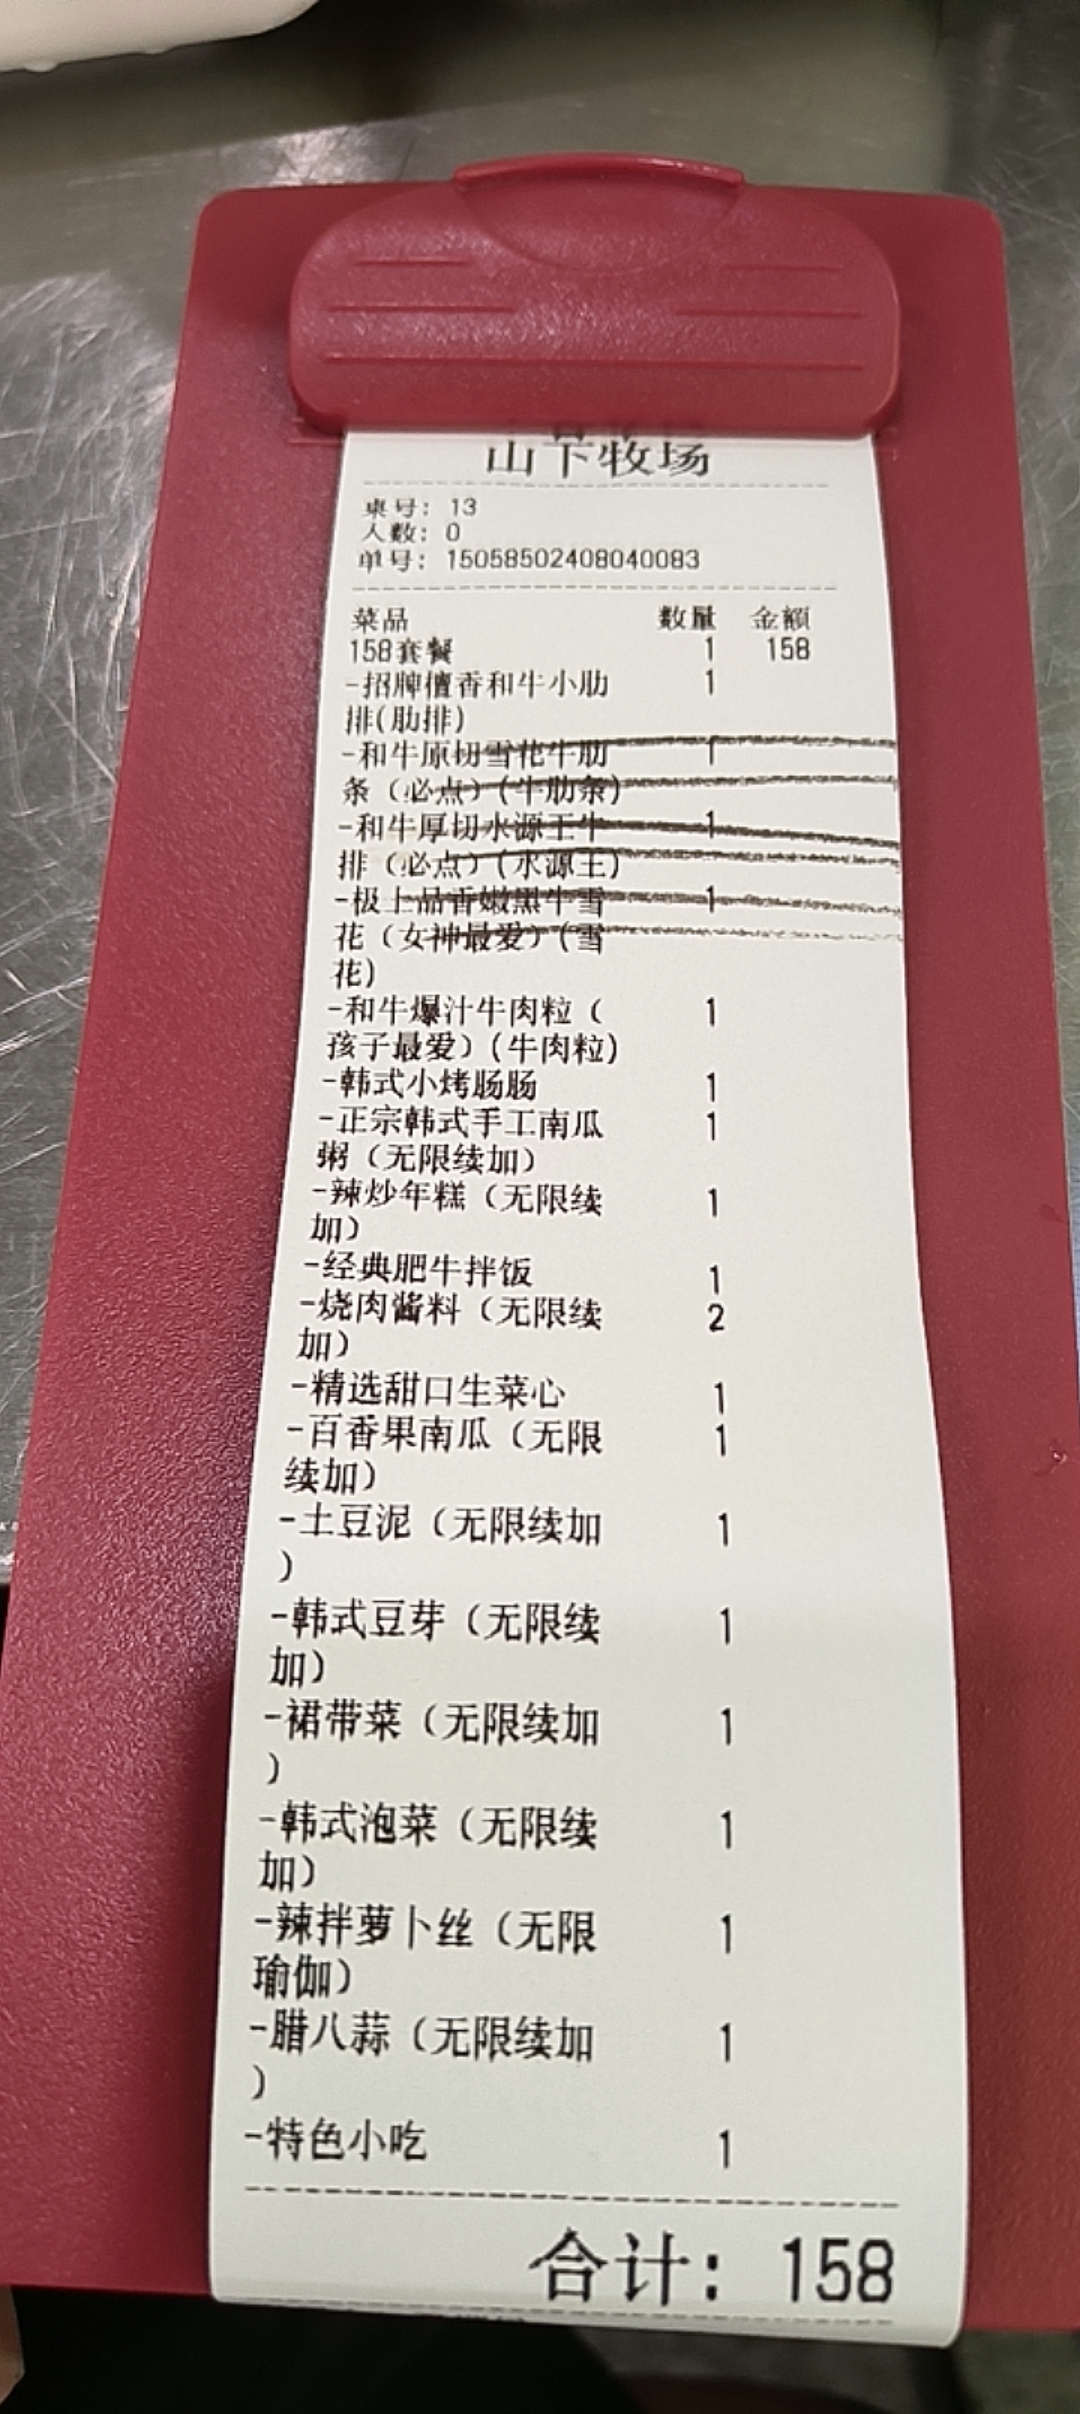 山下牧场
桌号: 13
人数: 0
单号: 15058502408040083
菜品 数量 金额
158套餐 1 158
-招牌檀香和牛小肋 1
排(肋排)
-和牛原切雪花牛肋 1
条（必点）(牛肋条)
-和牛厚切水源王牛 1
排（必点）(水源王)
-极上品香嫩黑牛雪 1
花（女神最爱）(雪
花)
-和牛爆汁牛肉粒（ 1
孩子最爱）(牛肉粒)
-韩式小烤肠肠 1
-正宗韩式手工南瓜 1
粥（无限续加）
-辣炒年糕（无限续 1
加）
-经典肥牛拌饭 1
-烧肉酱料（无限续 2
加）
-精选甜口生菜心 1
-百香果南瓜（无限 1
续加）
-土豆泥（无限续加 1
）
-韩式豆芽（无限续 1
加）
-裙带菜（无限续加 1
）
-韩式泡菜（无限续 1
加）
-辣拌萝卜丝（无限 1
瑜伽）
-腊八蒜（无限续加 1
）
-特色小吃 1
合计: 158